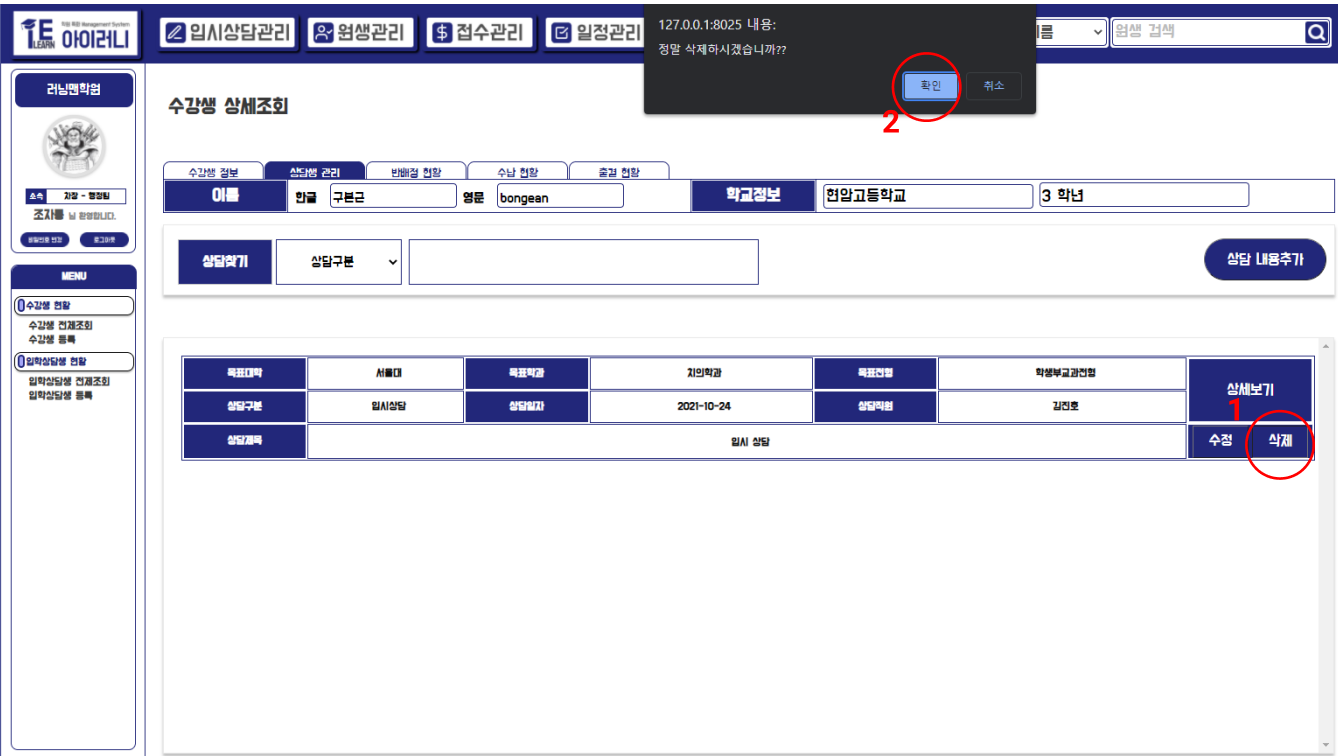 학원 회원 Management System
iE LEARN 아이러니
입시상담관리
원생관리
접수관리
일정관리
127.0.0.1:8025 내용:
정말 삭제하시겠습니까??
확인
취소
2
름
원생 검색
러닝맨학원
소속 차장 - 행정팀
조자룡 님 환영합니다.
비밀번호 변경 로그아웃
MENU
수강생 현황
수강생 전체조회
수강생 등록
입학상담생 현황
입학상담생 전체조회
입학상담생 등록
수강생 상세조회
수강생 정보 상담생 관리 반배정 현황 수납 현황 출결 현황
이름 한글 구본근 영문 bongean 학교정보 현암고등학교 3 학년
상담찾기 상담구분 상담 내용추가
목표대학 서울대 목표학과 치의학과 목표전형 학생부교과전형 상세보기
1
상담구분 입시상담 상담일자 2021-10-24 상담직원 김진호
상담제목 입시 상담 수정 삭제